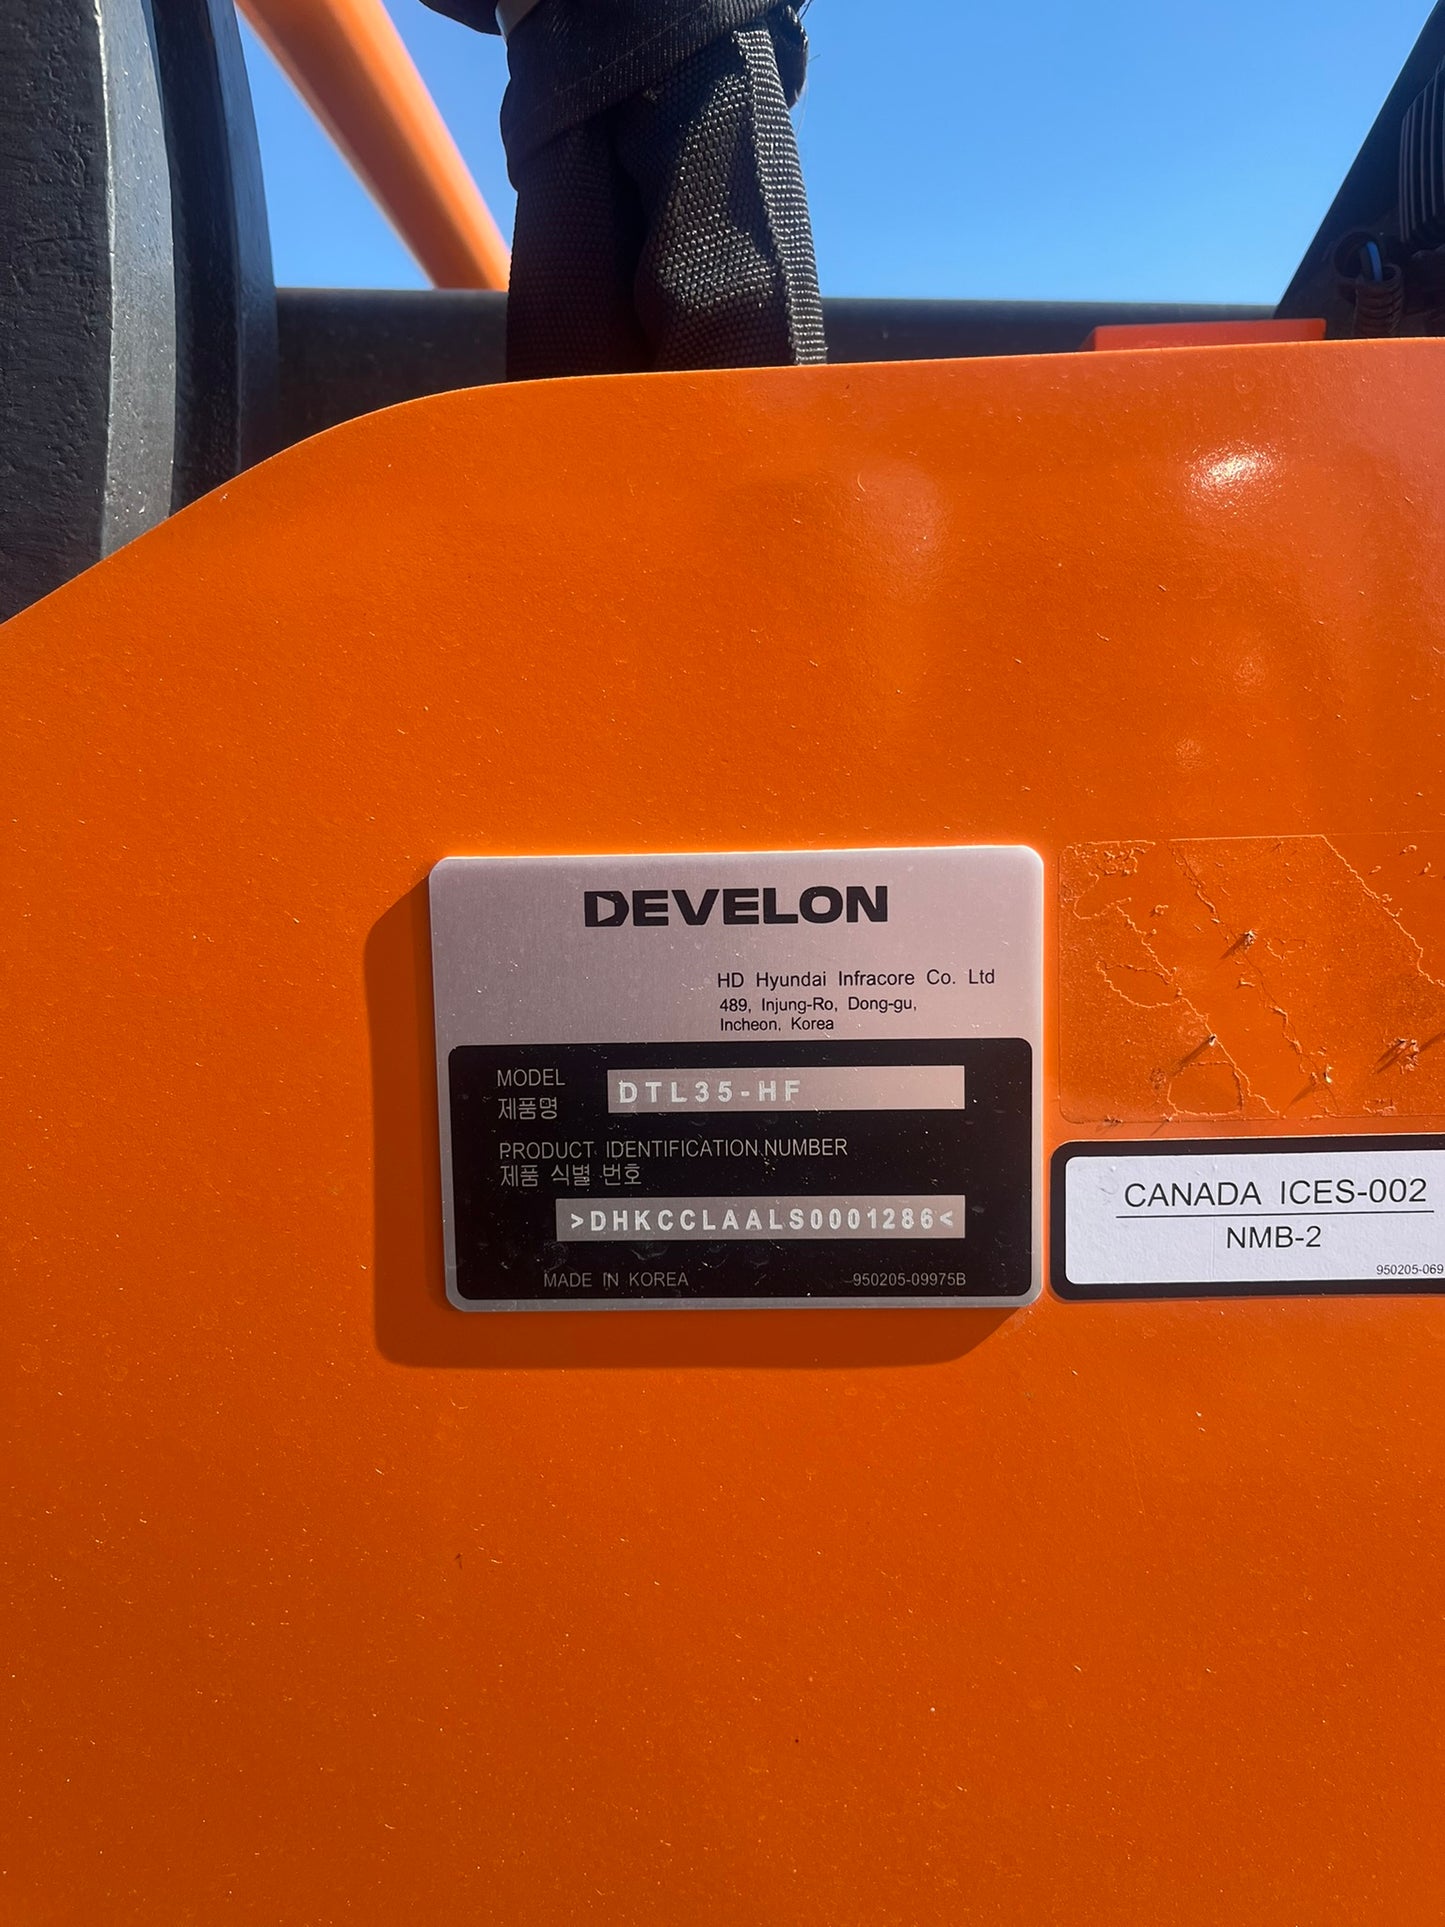 DEVELON
HD Hyundai Infracore Co. Ltd
489, Injung-Ro, Dong-gu,
Incheon, Korea
MODEL
제품명
DTL35-HF
PRODUCT IDENTIFICATION NUMBER
제품 식별 번호
>DHKCCLAALS0001286<
MADE IN KOREA
950205-09975B
CANADA ICES-002
NMB-2
950205-069